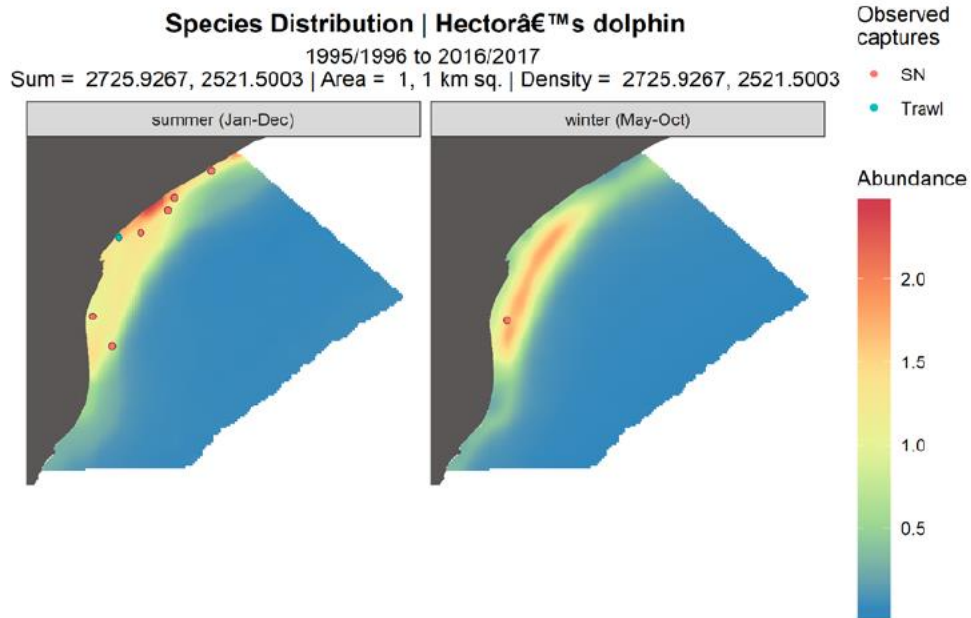 Species Distribution | Hectorâ€™s dolphin
1995/1996 to 2016/2017
Sum = 2725.9267, 2521.5003 | Area = 1, 1 km sq. | Density = 2725.9267, 2521.5003
summer (Jan-Dec)
winter (May-Oct)
Observed
captures
SN
Trawl
Abundance
2.0
1.5
1.0
0.5